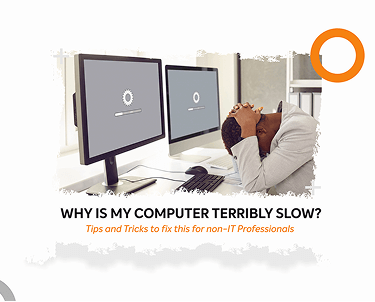 WHY IS MY COMPUTER TERRIBLY SLOW?
Tips and Tricks to fix this for non-IT Professionals